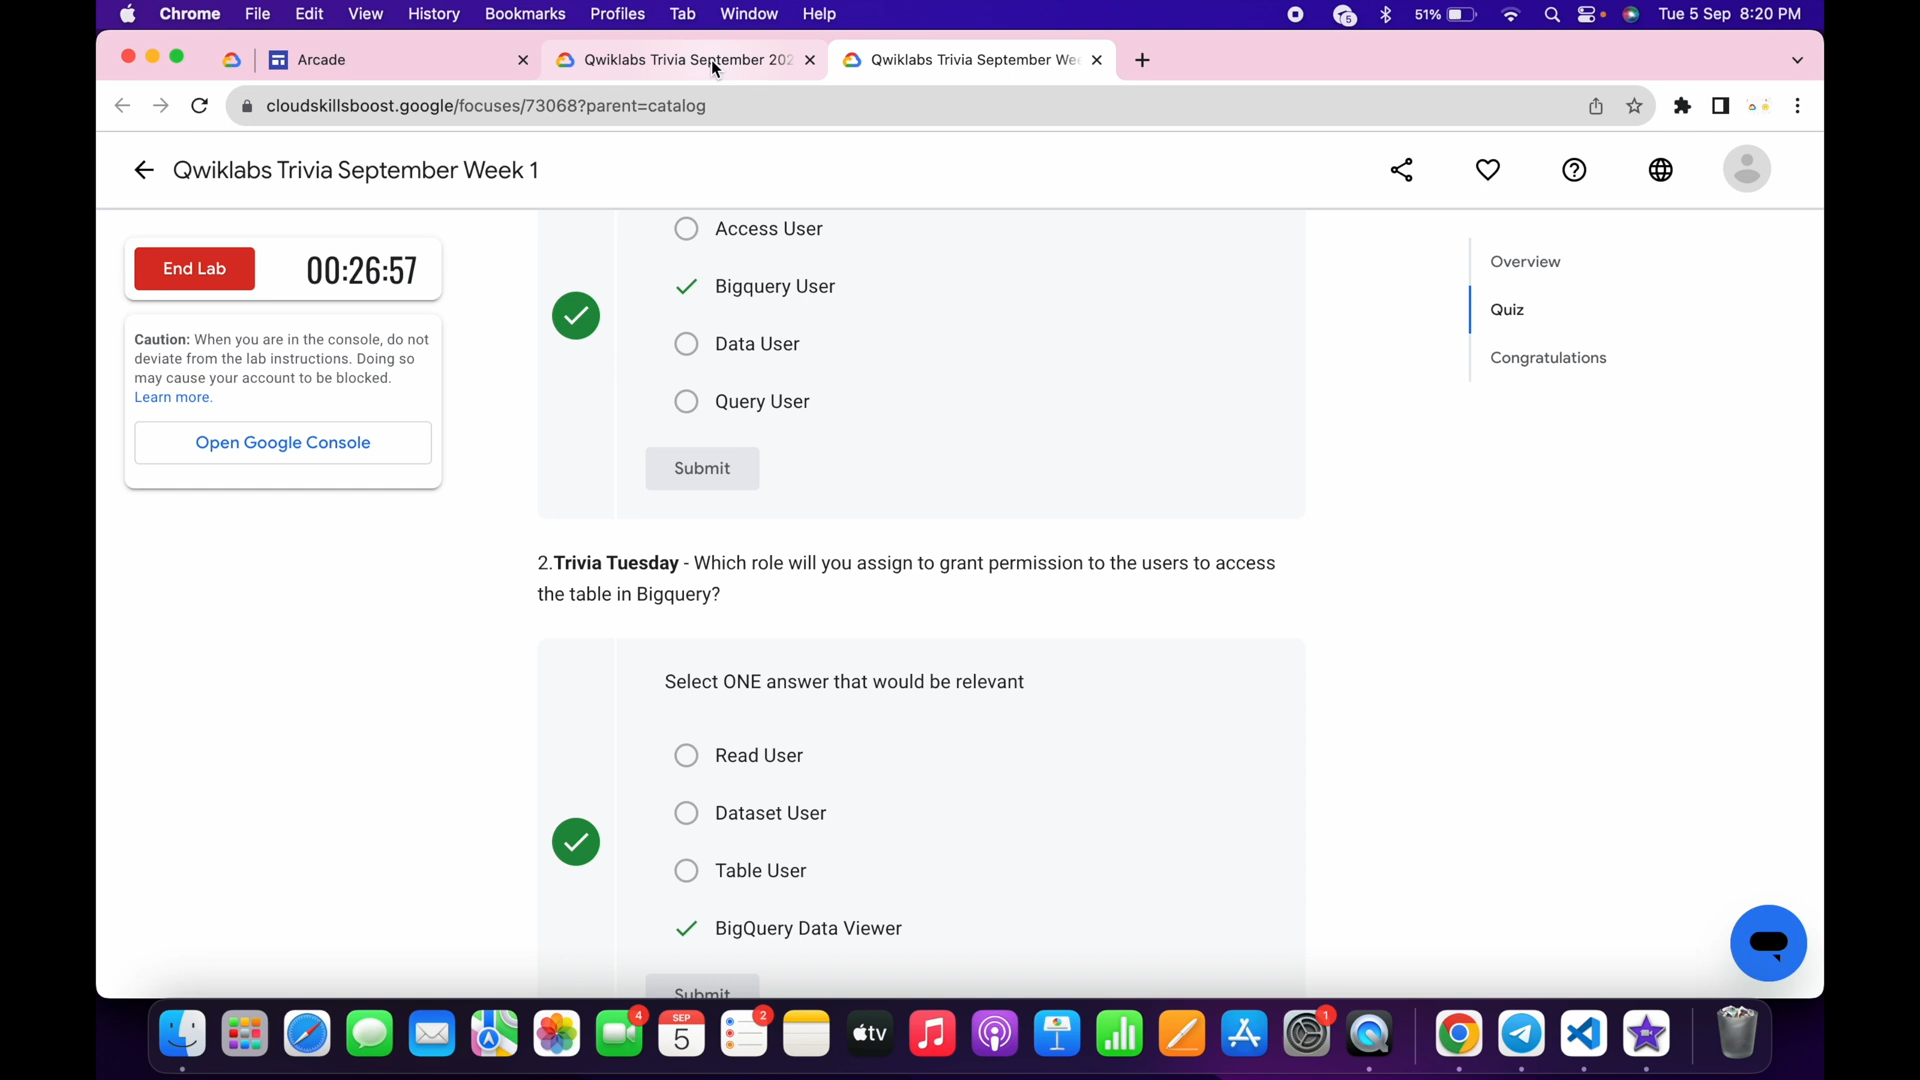 Chrome File Edit View History Bookmarks Profiles Tab Window Help 5 51% Tue 5 Sep 8:20 PM
Arcade
Qwiklabs Trivia September 202
Qwiklabs Trivia September We
cloudskillsboost.google/focuses/73068?parent=catalog
Qwiklabs Trivia September Week 1
End Lab 00:26:57
Caution: When you are in the console, do not
deviate from the lab instructions. Doing so
may cause your account to be blocked.
Learn more.
Open Google Console
Access User
Bigquery User
Data User
Query User
Submit
2.Trivia Tuesday - Which role will you assign to grant permission to the users to access
the table in Bigquery?
Select ONE answer that would be relevant
Read User
Dataset User
Table User
BigQuery Data Viewer
Submit
Overview
Quiz
Congratulations
4
SEP
5
2
tv
1